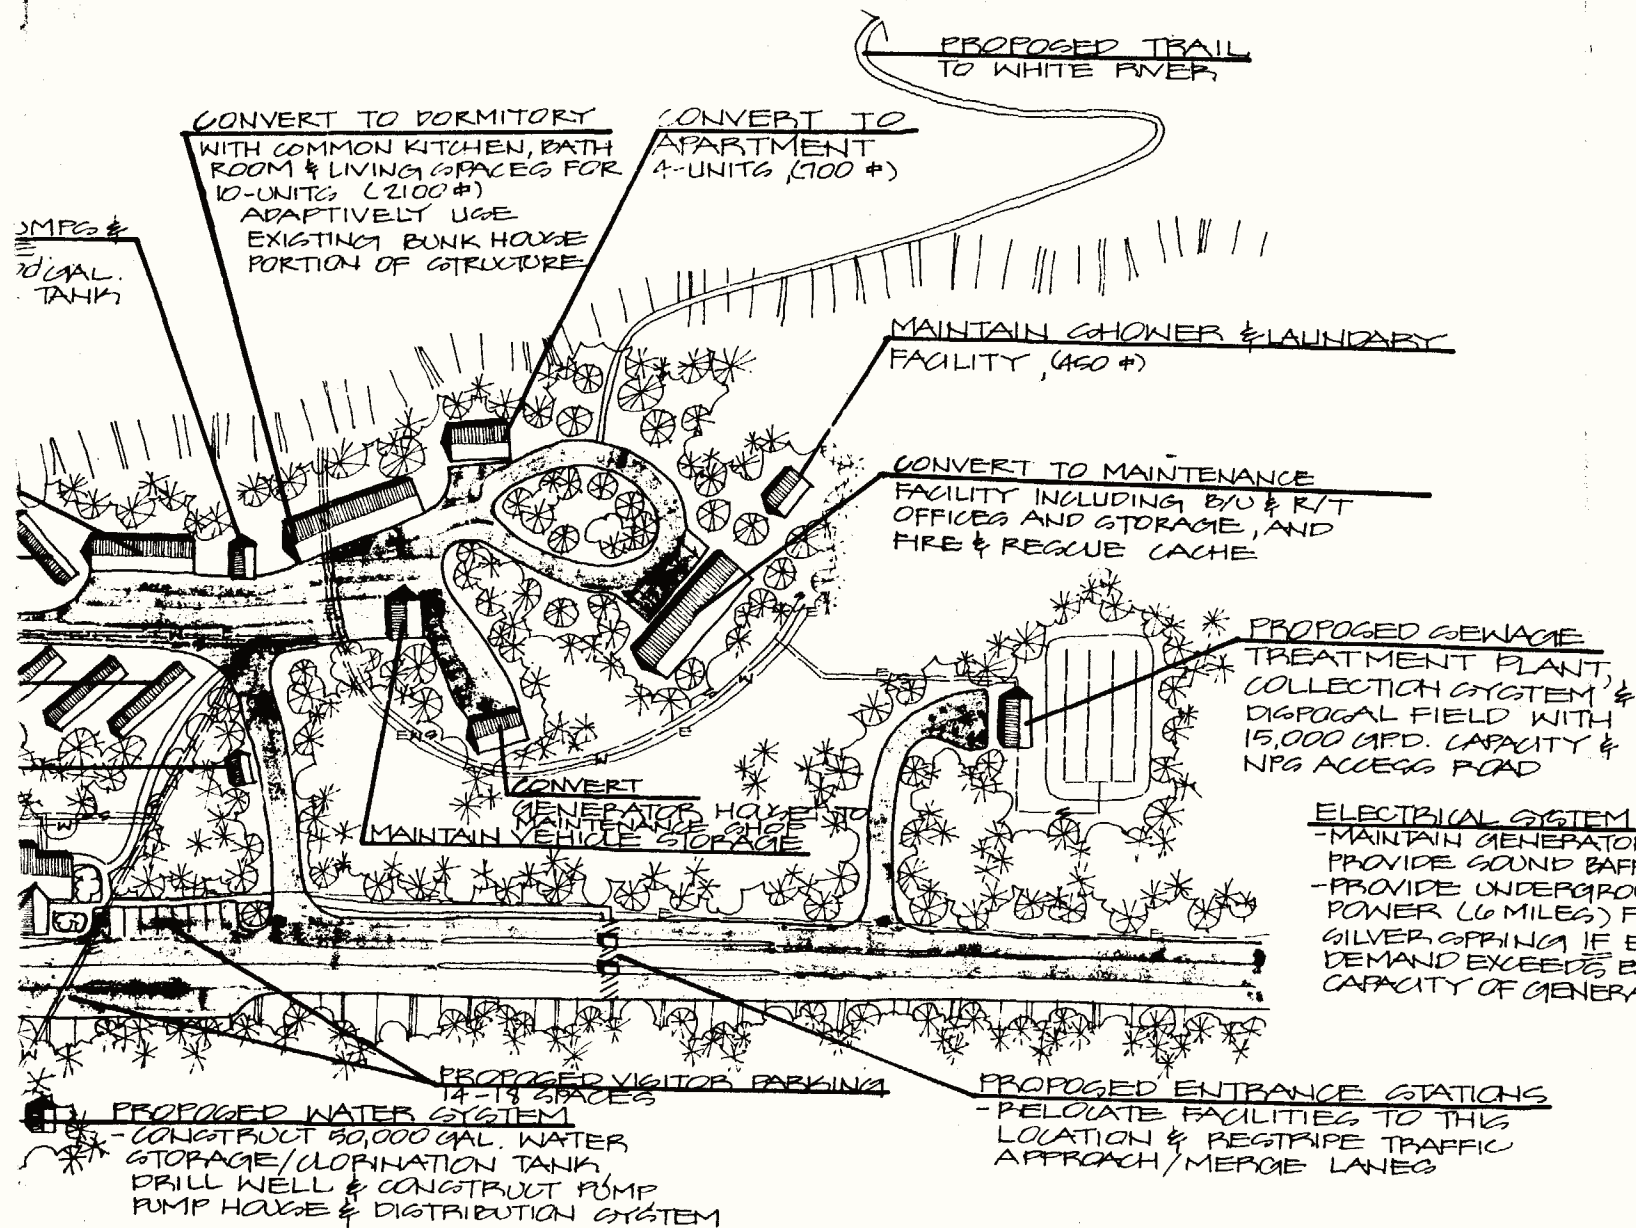 PROPOSED TRAIL
TO WHITE RIVER
CONVERT TO DORMITORY
WITH COMMON KITCHEN, BATH
ROOM & LIVING SPACES FOR
10-UNITS (2100 ⌗)
ADAPTIVELY USE
EXISTING BUNK HOUSE
PORTION OF STRUCTURE
CONVERT TO
APARTMENT
4-UNITS, (700 ⌗)
UMPS &
GAL.
TANK
MAINTAIN SHOWER & LAUNDARY
FACILITY, (450 ⌗)
CONVERT TO MAINTENANCE
FACILITY INCLUDING B/U & R/T
OFFICES AND STORAGE, AND
FIRE & RESCUE CACHE
PROPOSED SEWAGE
TREATMENT PLANT,
COLLECTION SYSTEM &
DISPOSAL FIELD WITH
15,000 G.P.D. CAPACITY &
NPS ACCESS ROAD
CONVERT
GENERATOR HOUSE TO
MAINTENANCE SHOP
MAINTAIN VEHICLE STORAGE
ELECTRICAL SYSTEM
-MAINTAIN GENERATO
PROVIDE SOUND BAFF
-PROVIDE UNDERGROU
POWER (6 MILES) F
SILVER SPRING IF E
DEMAND EXCEEDS E
CAPACITY OF GENERA
PROPOSED VISITOR PARKING
14-18 SPACES
PROPOSED ENTRANCE STATIONS
-RELOCATE FACILITIES TO THIS
LOCATION & RESTRIPE TRAFFIC
APPROACH/MERGE LANES
PROPOSED WATER SYSTEM
-CONSTRUCT 50,000 GAL. WATER
STORAGE/CLORINATION TANK,
DRILL WELL & CONSTRUCT PUMP
PUMP HOUSE & DISTRIBUTION SYSTEM